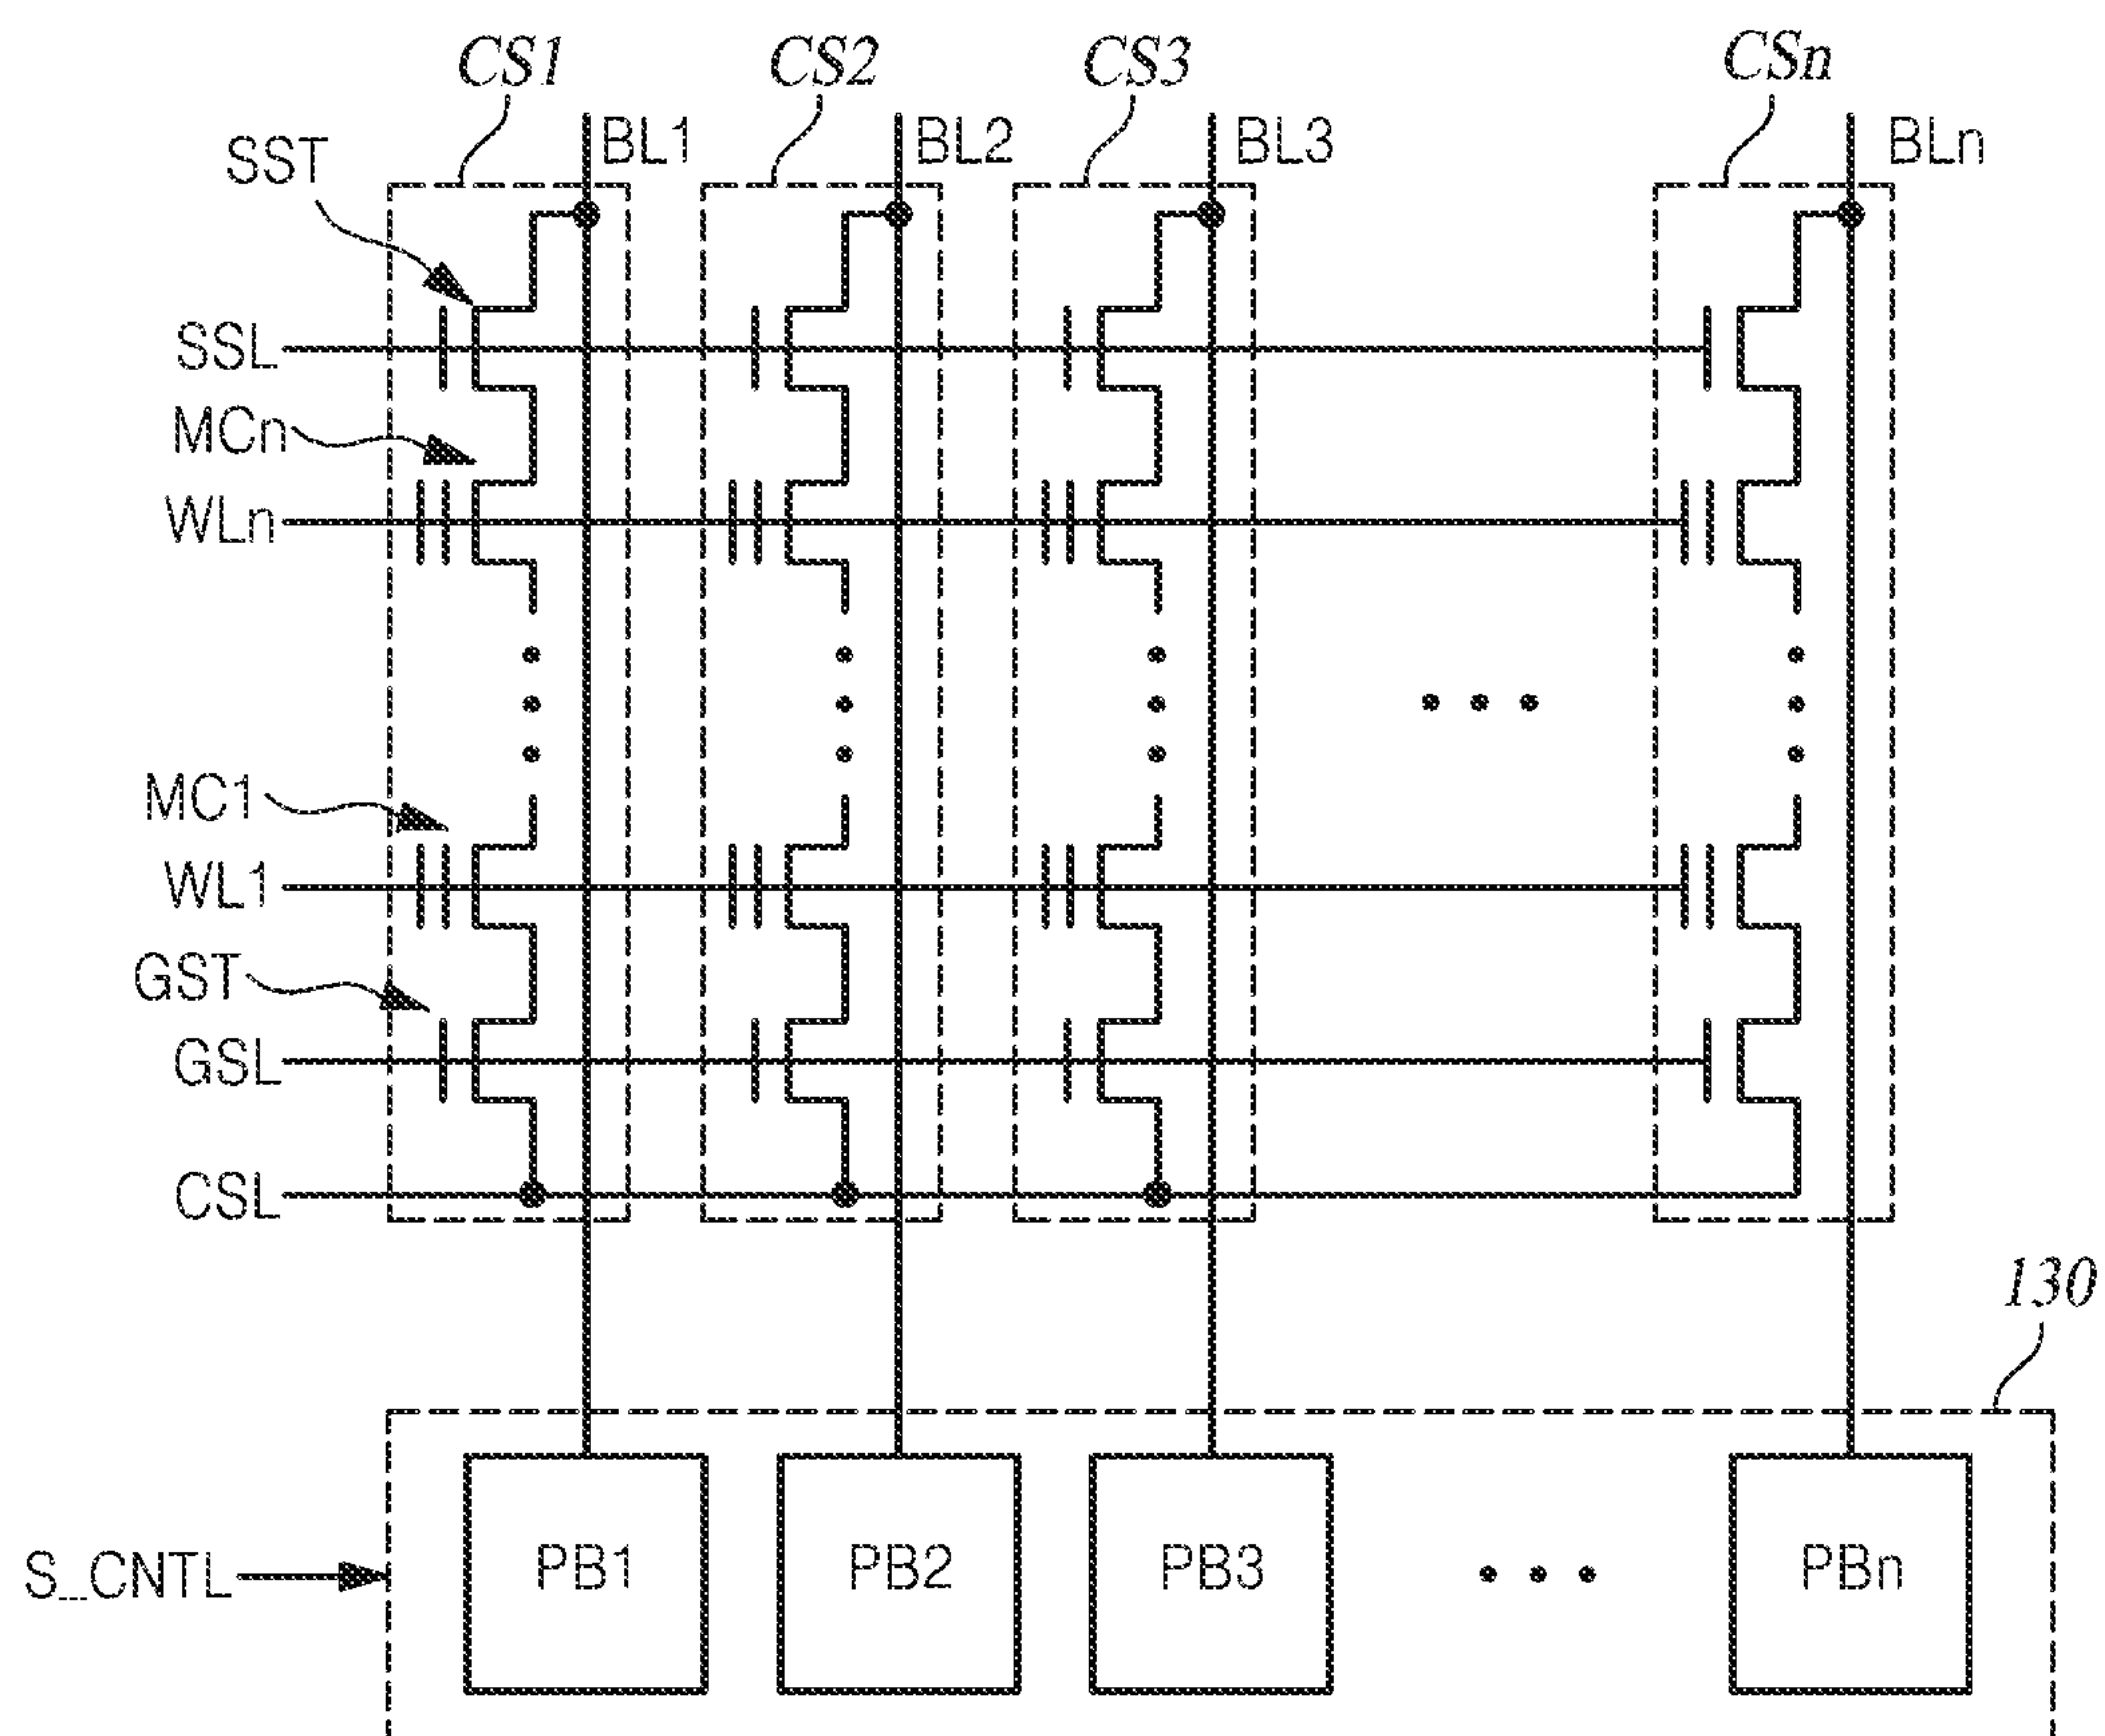 CS1 CS2 CS3 CSn
BL1 BL2 BL3 BLn
SST
SSL
MCn
WLn
MC1
WL1
GST
GSL
CSL
130
S_CNTL PB1 PB2 PB3 PBn